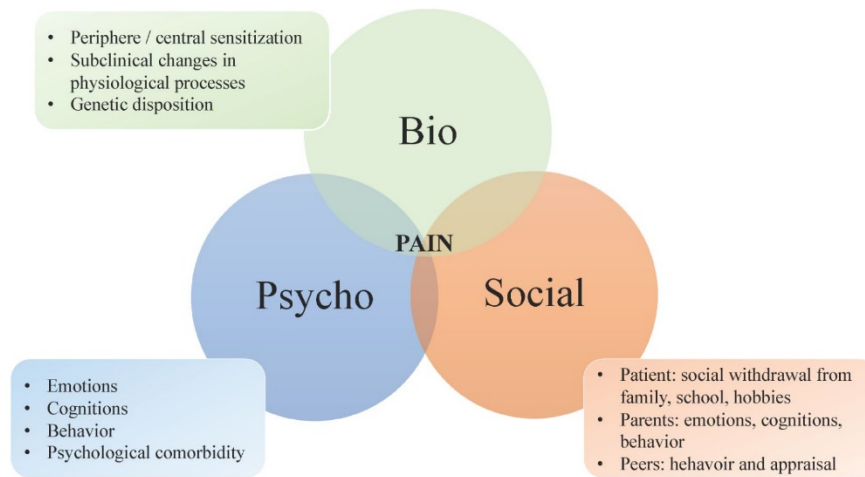 • Periphere / central sensitization
• Subclinical changes in
physiological processes
• Genetic disposition
Bio
PAIN
Psycho
Social
• Emotions
• Cognitions
• Behavior
• Psychological comorbidity
• Patient: social withdrawal from
family, school, hobbies
• Parents: emotions, cognitions,
behavior
• Peers: hehavoir and appraisal